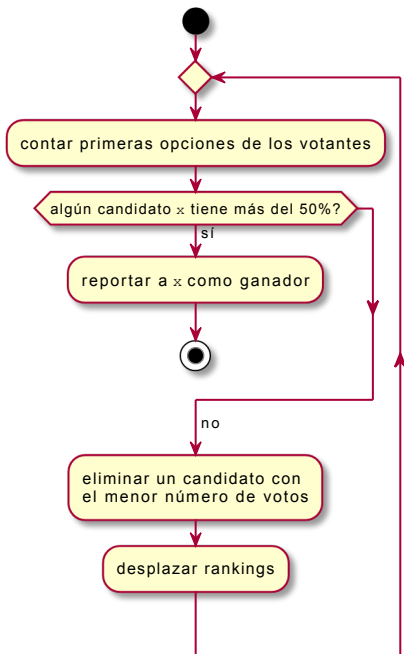 contar primeras opciones de los votantes
algún candidato x tiene más del 50%?
sí
reportar a x como ganador
no
eliminar un candidato con
el menor número de votos
desplazar rankings